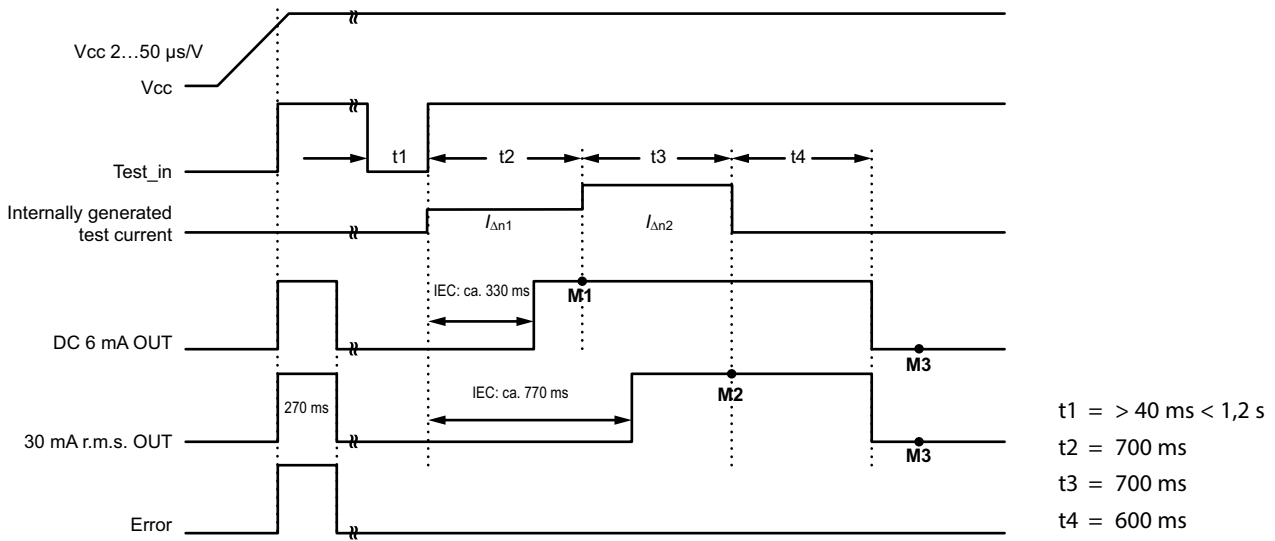 Vcc 2…50 µs/V
Vcc
Test_in
t1
t2
t3
t4
Internally generated
test current
I∆n1
I∆n2
IEC: ca. 330 ms
M1
DC 6 mA OUT
M3
270 ms
IEC: ca. 770 ms
M2
30 mA r.m.s. OUT
M3
Error
t1 = > 40 ms < 1,2 s
t2 = 700 ms
t3 = 700 ms
t4 = 600 ms